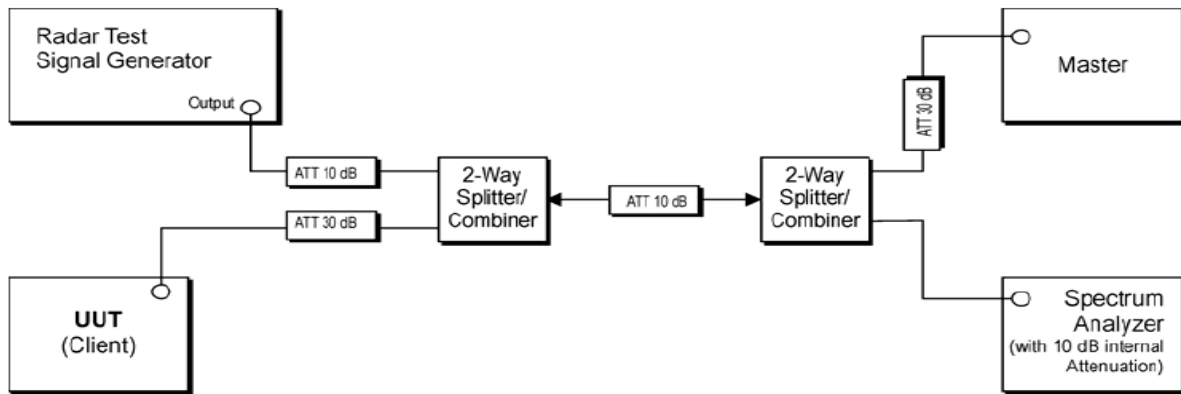 Radar Test
Signal Generator
Output
ATT 10 dB
ATT 30 dB
2-Way
Splitter/
Combiner
ATT 10 dB
2-Way
Splitter/
Combiner
ATT 30 dB
Master
UUT
(Client)
Spectrum
Analyzer
(with 10 dB internal
Attenuation)